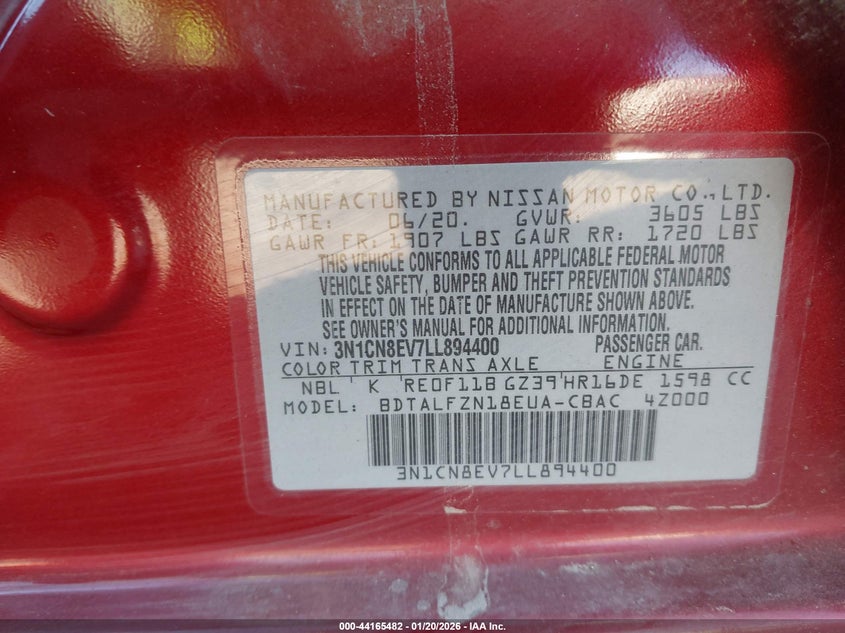 MANUFACTURED BY NISSAN MOTOR CO., LTD.
DATE: 06/20. GVWR: 3605 LBS
GAWR FR: 1907 LBS GAWR RR: 1720 LBS
THIS VEHICLE CONFORMS TO ALL APPLICABLE FEDERAL MOTOR
VEHICLE SAFETY, BUMPER AND THEFT PREVENTION STANDARDS
IN EFFECT ON THE DATE OF MANUFACTURE SHOWN ABOVE.
SEE OWNER'S MANUAL FOR ADDITIONAL INFORMATION.
VIN: 3N1CN8EV7LL894400 PASSENGER CAR.
COLOR TRIM TRANS AXLE ENGINE
NBL K RE0F11B GZ39 HR16DE 1598 CC
MODEL: BDTALFZN18EUA-CBAC 4Z000
3N1CN8EV7LL894400
000-44165482 - 01/20/2026 - IAA Inc.